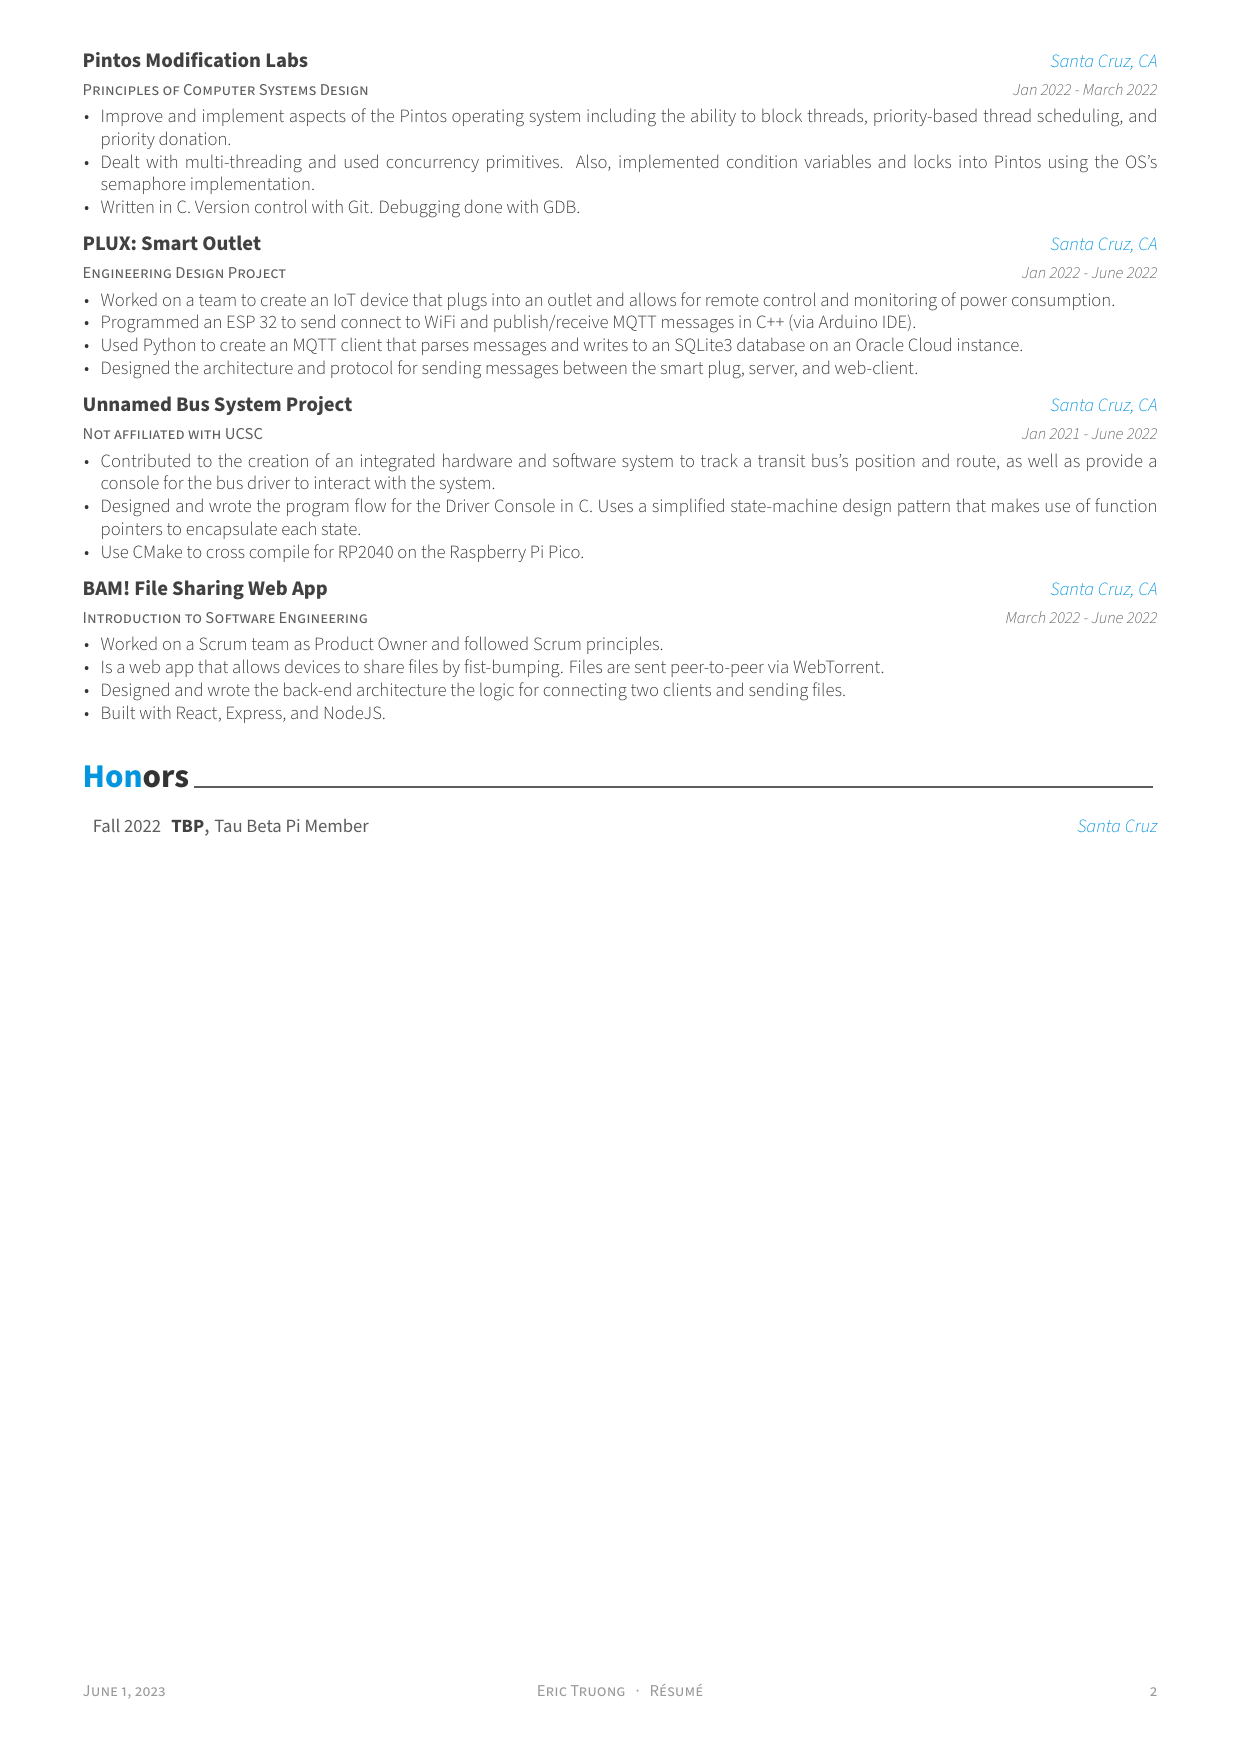 Pintos Modification Labs Santa Cruz, CA
Principles of Computer Systems Design Jan 2022 - March 2022
• Improve and implement aspects of the Pintos operating system including the ability to block threads, priority-based thread scheduling, and
priority donation.
• Dealt with multi-threading and used concurrency primitives. Also, implemented condition variables and locks into Pintos using the OS’s
semaphore implementation.
• Written in C. Version control with Git. Debugging done with GDB.
PLUX: Smart Outlet Santa Cruz, CA
Engineering Design Project Jan 2022 - June 2022
• Worked on a team to create an IoT device that plugs into an outlet and allows for remote control and monitoring of power consumption.
• Programmed an ESP 32 to send connect to WiFi and publish/receive MQTT messages in C++ (via Arduino IDE).
• Used Python to create an MQTT client that parses messages and writes to an SQLite3 database on an Oracle Cloud instance.
• Designed the architecture and protocol for sending messages between the smart plug, server, and web-client.
Unnamed Bus System Project Santa Cruz, CA
Not affiliated with UCSC Jan 2021 - June 2022
• Contributed to the creation of an integrated hardware and software system to track a transit bus’s position and route, as well as provide a
console for the bus driver to interact with the system.
• Designed and wrote the program flow for the Driver Console in C. Uses a simplified state-machine design pattern that makes use of function
pointers to encapsulate each state.
• Use CMake to cross compile for RP2040 on the Raspberry Pi Pico.
BAM! File Sharing Web App Santa Cruz, CA
Introduction to Software Engineering March 2022 - June 2022
• Worked on a Scrum team as Product Owner and followed Scrum principles.
• Is a web app that allows devices to share files by fist-bumping. Files are sent peer-to-peer via WebTorrent.
• Designed and wrote the back-end architecture the logic for connecting two clients and sending files.
• Built with React, Express, and NodeJS.
Honors
Fall 2022 TBP, Tau Beta Pi Member Santa Cruz
June 1, 2023 Eric Truong · Résumé 2